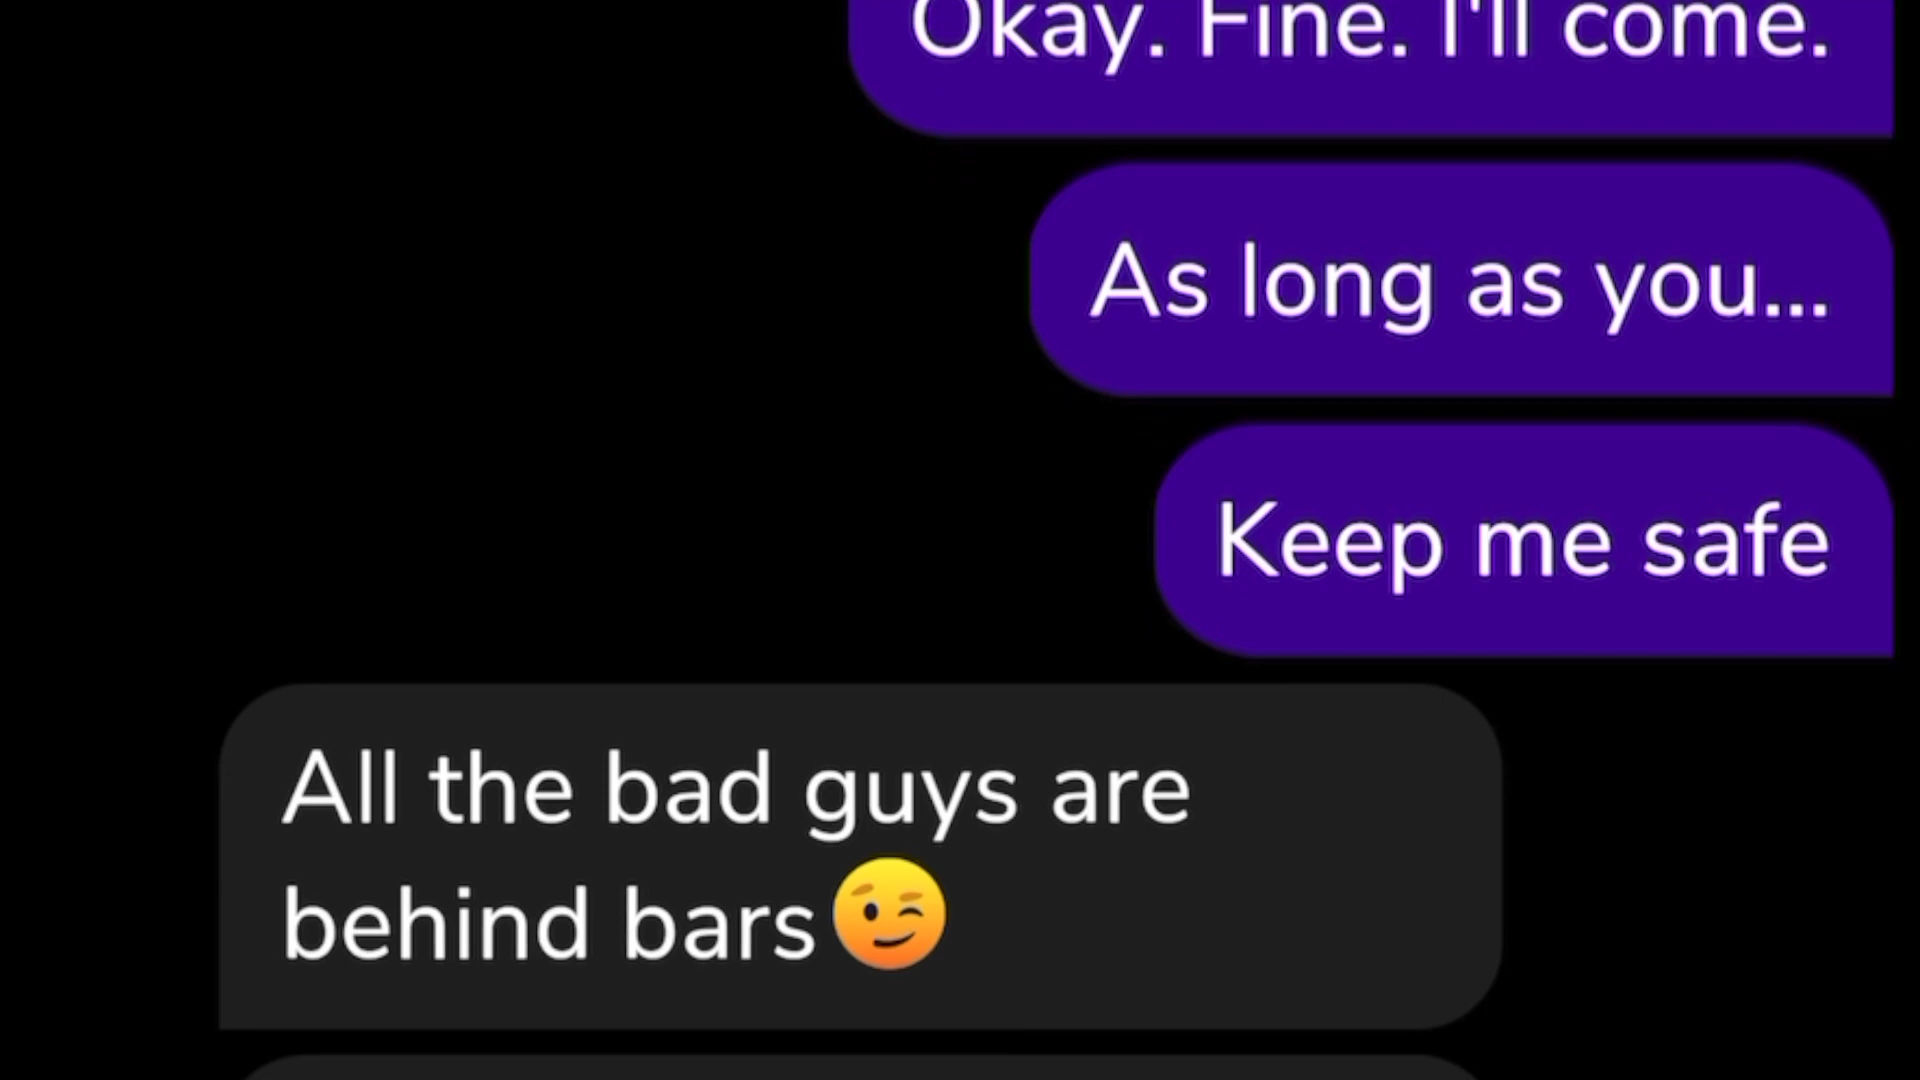 Okay. Fine. I'll come.
As long as you...
Keep me safe
All the bad guys are
behind bars😉